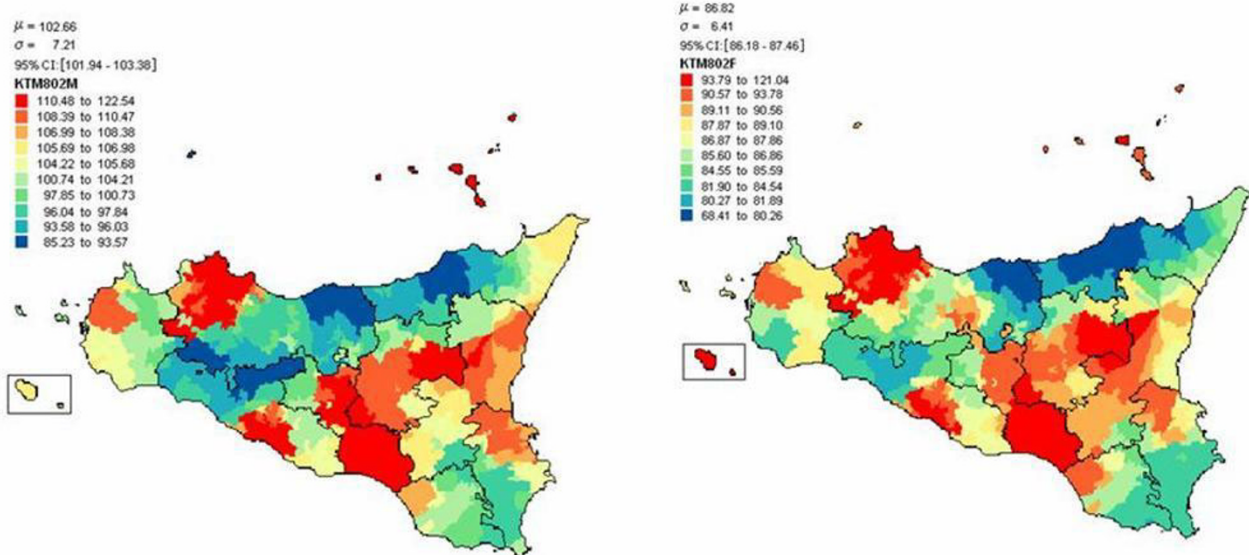 μ = 102.66
σ = 7.21
95% CI:[101.94 - 103.38]
KTM802M
110.48 to 122.54
108.39 to 110.47
106.99 to 108.38
105.69 to 106.98
104.22 to 105.68
100.74 to 104.21
97.85 to 100.73
96.04 to 97.84
93.58 to 96.03
85.23 to 93.57
μ = 86.82
σ = 6.41
95% CI:[86.18 - 87.46]
KTM802F
93.79 to 121.04
90.57 to 93.78
89.11 to 90.56
87.87 to 89.10
86.87 to 87.86
85.60 to 86.86
84.55 to 85.59
81.90 to 84.54
80.27 to 81.89
68.41 to 80.26